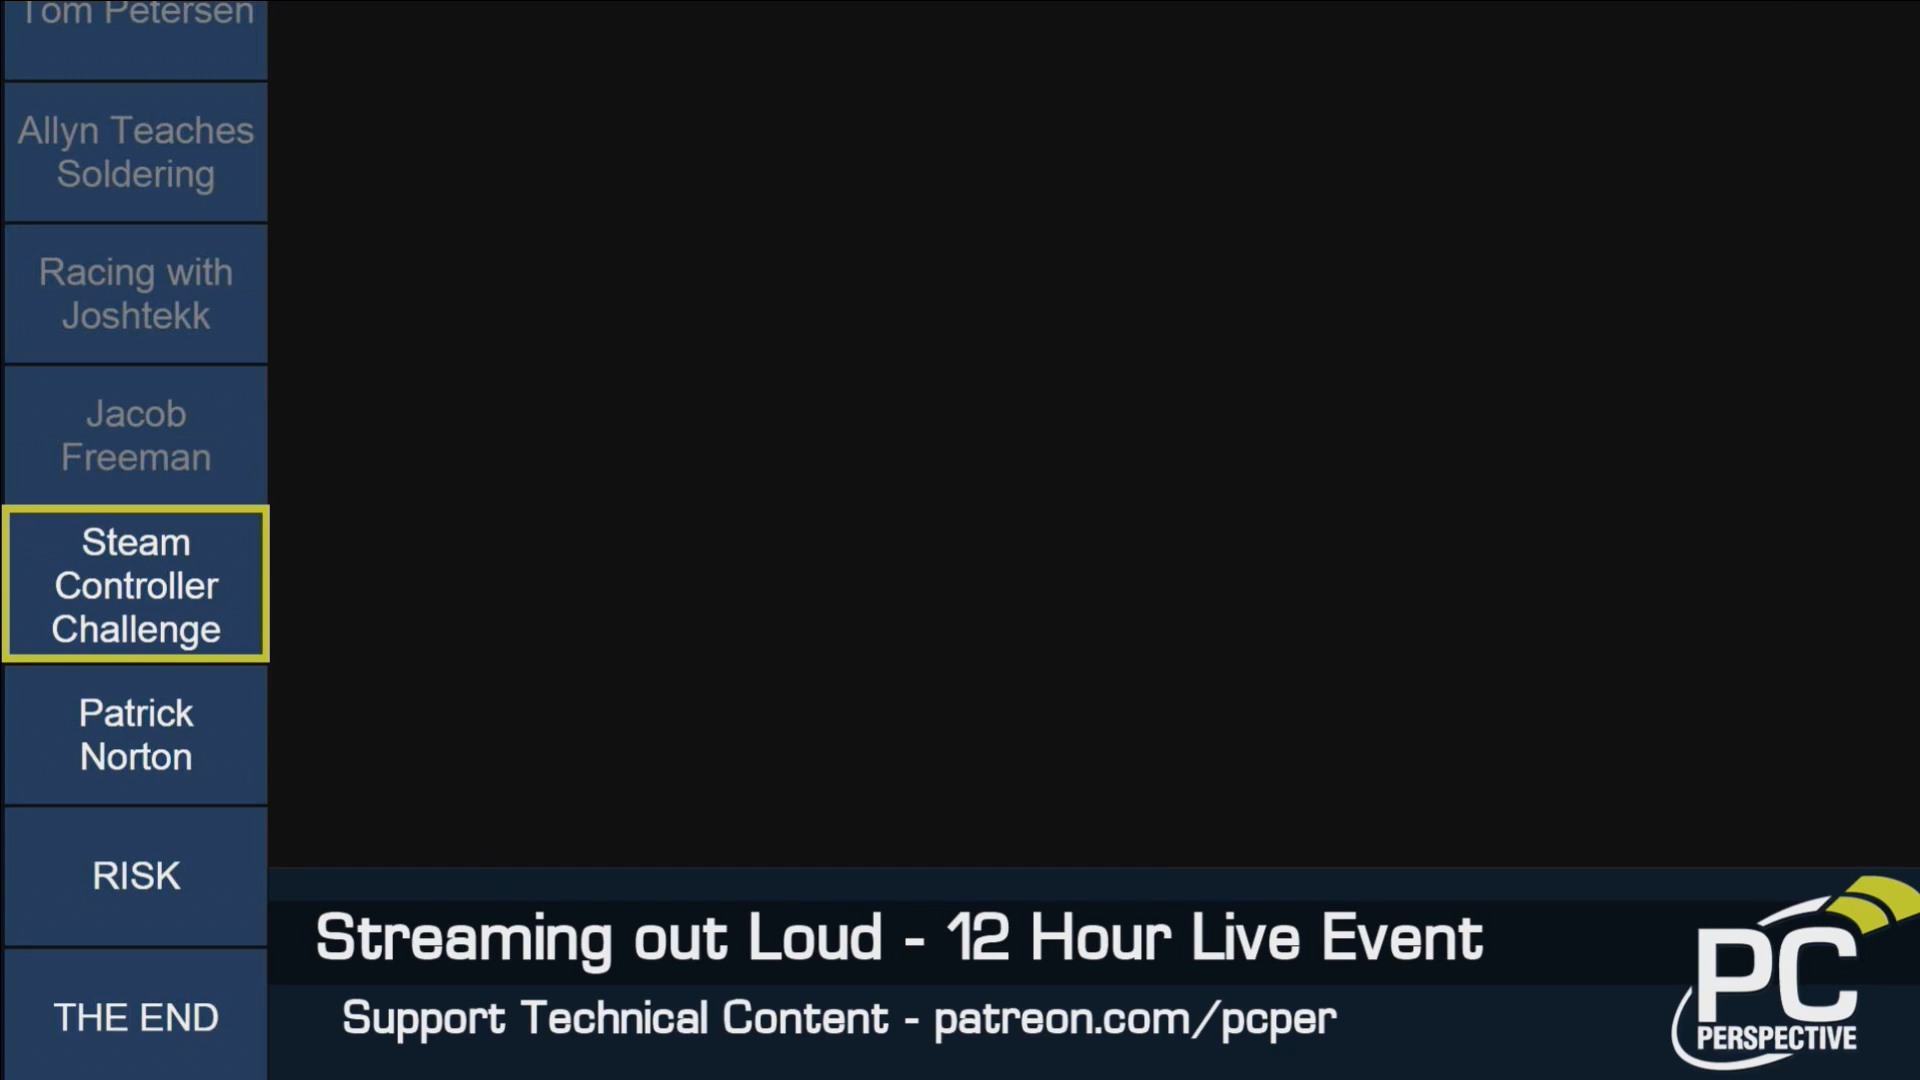 Tom Petersen
Allyn Teaches
Soldering
Racing with
Joshtekk
Jacob
Freeman
Steam
Controller
Challenge
Patrick
Norton
RISK
THE END
Streaming out Loud - 12 Hour Live Event
Support Technical Content - patreon.com/pcper
PC
PERSPECTIVE